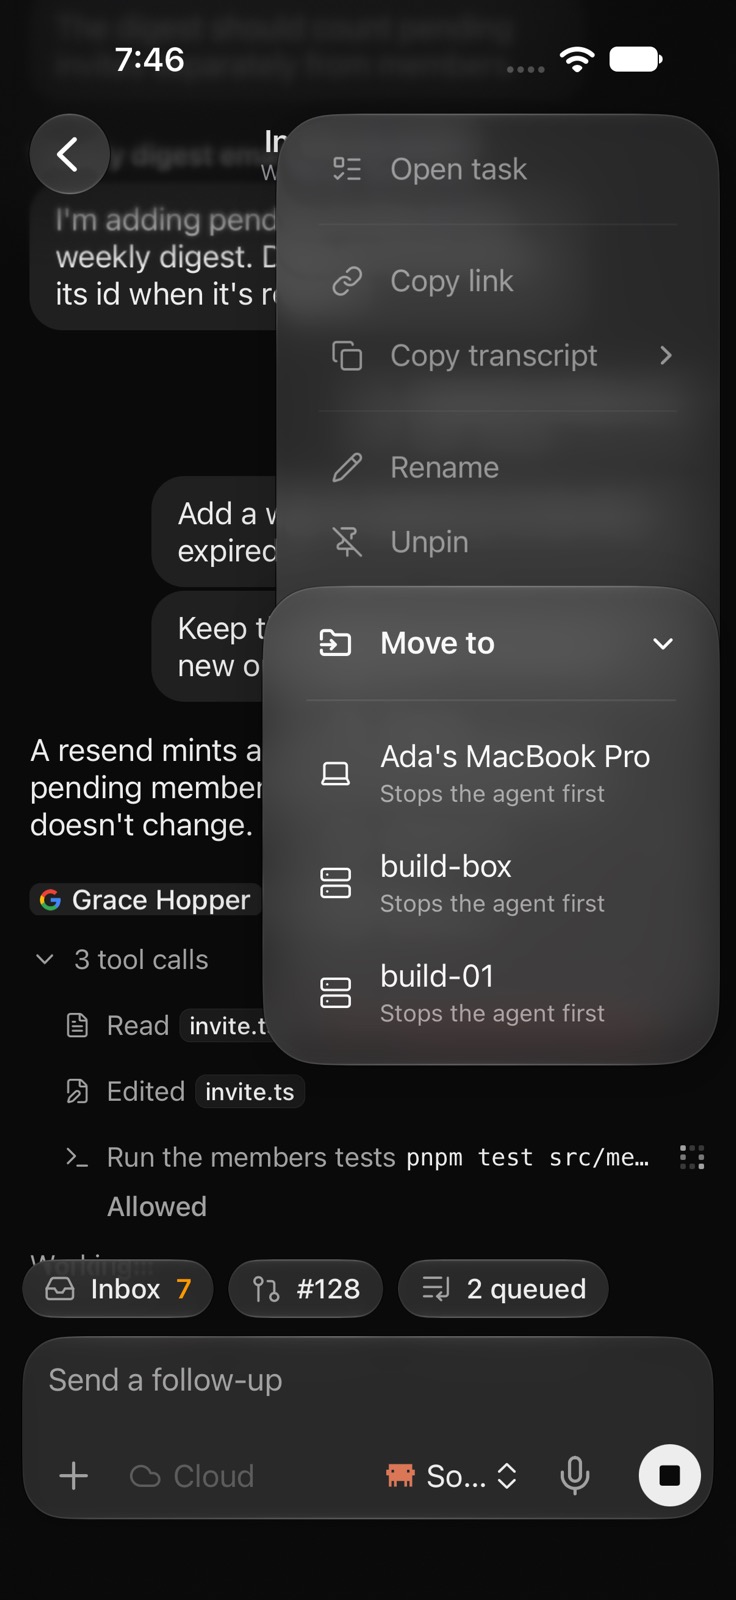 7:46
In
W
Open task
Copy link
Copy transcript
Rename
Unpin
Move to
Ada's MacBook Pro
Stops the agent first
build-box
Stops the agent first
build-01
Stops the agent first
I'm adding pend
weekly digest. D
its id when it's re
Add a w
expired
Keep t
new o
A resend mints a
pending member
doesn't change.
Grace Hopper
3 tool calls
Read invite.t
Edited invite.ts
Run the members tests pnpm test src/me…
Allowed
Working…
Inbox 7
#128
2 queued
Send a follow-up
Cloud
So...